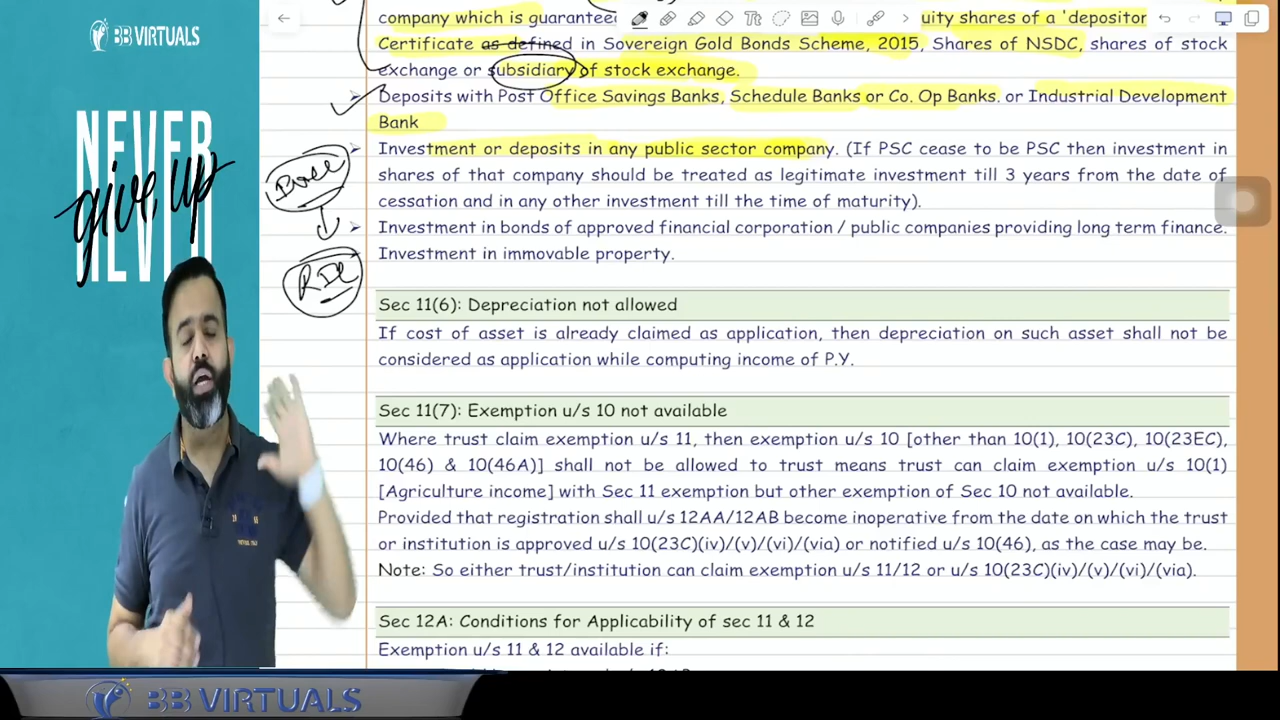 BB VIRTUALS
NEVER
give up
NEVER
company which is guarantee
uity shares of a 'depositor
Certificate as defined in Sovereign Gold Bonds Scheme, 2015, Shares of NSDC, shares of stock
exchange or subsidiary of stock exchange.
Deposits with Post Office Savings Banks, Schedule Banks or Co. Op Banks. or Industrial Development
Bank
Investment or deposits in any public sector company. (If PSC cease to be PSC then investment in
shares of that company should be treated as legitimate investment till 3 years from the date of
cessation and in any other investment till the time of maturity).
Investment in bonds of approved financial corporation / public companies providing long term finance.
Investment in immovable property.
Sec 11(6): Depreciation not allowed
If cost of asset is already claimed as application, then depreciation on such asset shall not be
considered as application while computing income of P.Y.
Sec 11(7): Exemption u/s 10 not available
Where trust claim exemption u/s 11, then exemption u/s 10 [other than 10(1), 10(23C), 10(23EC),
10(46) & 10(46A)] shall not be allowed to trust means trust can claim exemption u/s 10(1)
[Agriculture income] with Sec 11 exemption but other exemption of Sec 10 not available.
Provided that registration shall u/s 12AA/12AB become inoperative from the date on which the trust
or institution is approved u/s 10(23C)(iv)/(v)/(vi)/(via) or notified u/s 10(46), as the case may be.
Note: So either trust/institution can claim exemption u/s 11/12 or u/s 10(23C)(iv)/(v)/(vi)/(via).
Sec 12A: Conditions for Applicability of sec 11 & 12
Exemption u/s 11 & 12 available if:
BB VIRTUALS